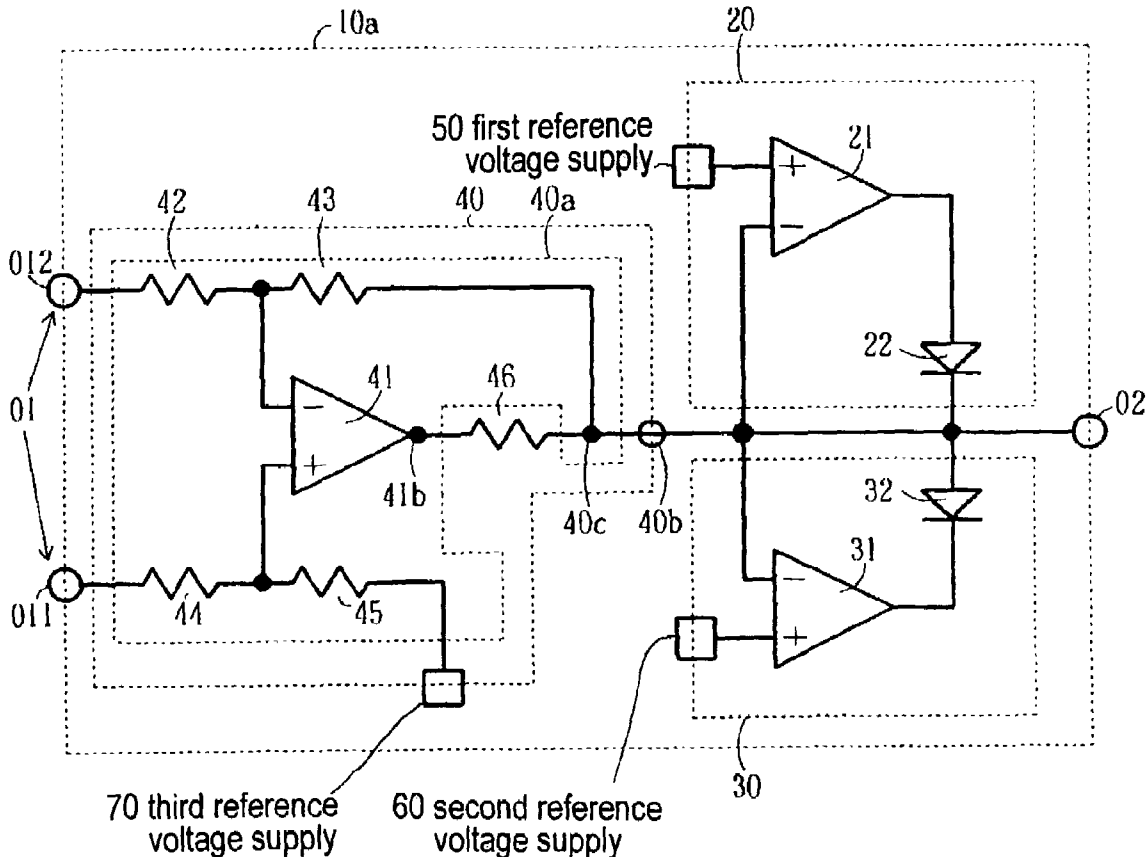 10a
20
50 first reference
voltage supply
21
42
43
40
40a
012
22
01
41
46
02
41b
40c
40b
32
31
011
44
45
70 third reference
voltage supply
60 second reference
voltage supply
30